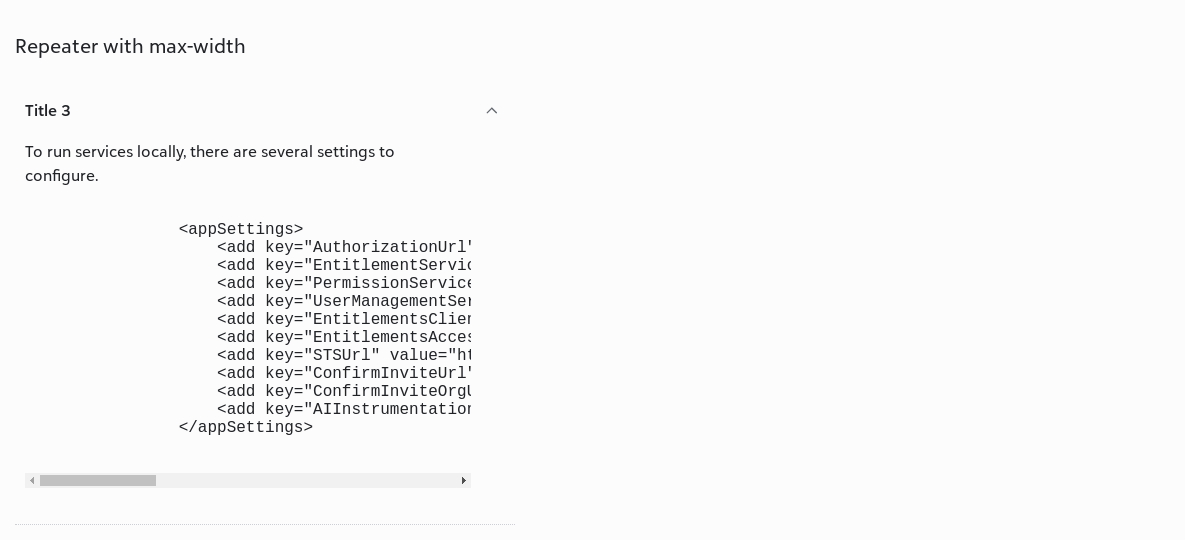 Repeater with max-width
Title 3
To run services locally, there are several settings to
configure.
<appSettings>
<add key="AuthorizationUrl"
<add key="EntitlementServic
<add key="PermissionService
<add key="UserManagementSer
<add key="EntitlementsClien
<add key="EntitlementsAcces
<add key="STSUrl" value="ht
<add key="ConfirmInviteUrl"
<add key="ConfirmInviteOrgU
<add key="AIInstrumentation
</appSettings>